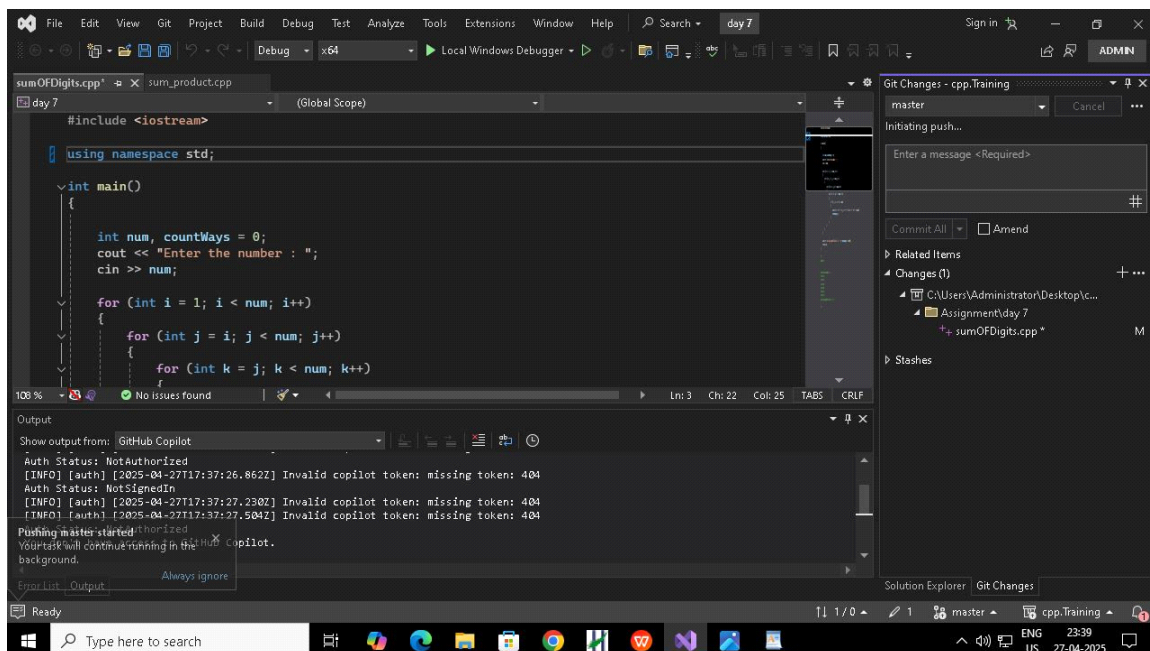 File Edit View Git Project Build Debug Test Analyze Tools Extensions Window Help Search day 7 Sign in
Debug x64 Local Windows Debugger ADMIN
sumOFDigits.cpp* sum_product.cpp
day 7 (Global Scope)
#include <iostream>
using namespace std;
int main()
{
int num, countWays = 0;
cout << "Enter the number : ";
cin >> num;
for (int i = 1; i < num; i++)
{
for (int j = i; j < num; j++)
{
for (int k = j; k < num; k++)
{
108 % No issues found Ln: 3 Ch: 22 Col: 25 TABS CRLF
Output
Show output from: GitHub Copilot
Auth Status: NotAuthorized
[INFO] [auth] [2025-04-27T17:37:26.862Z] Invalid copilot token: missing token: 404
Auth Status: NotSignedIn
[INFO] [auth] [2025-04-27T17:37:27.230Z] Invalid copilot token: missing token: 404
[INFO] [auth] [2025-04-27T17:37:27.504Z] Invalid copilot token: missing token: 404
Pushing master started
Your task will continue running in the
background.
Always ignore
Copilot.
Error List Output
Git Changes - cpp.Training
master Cancel
Initiating push...
Enter a message <Required>
Commit All Amend
Related Items
Changes (1)
C:\Users\Administrator\Desktop\c...
Assignment\day 7
sumOFDigits.cpp * M
Stashes
Solution Explorer Git Changes
Ready 1 / 0 1 master cpp.Training 1
Type here to search ENG 23:39
US 27-04-2025